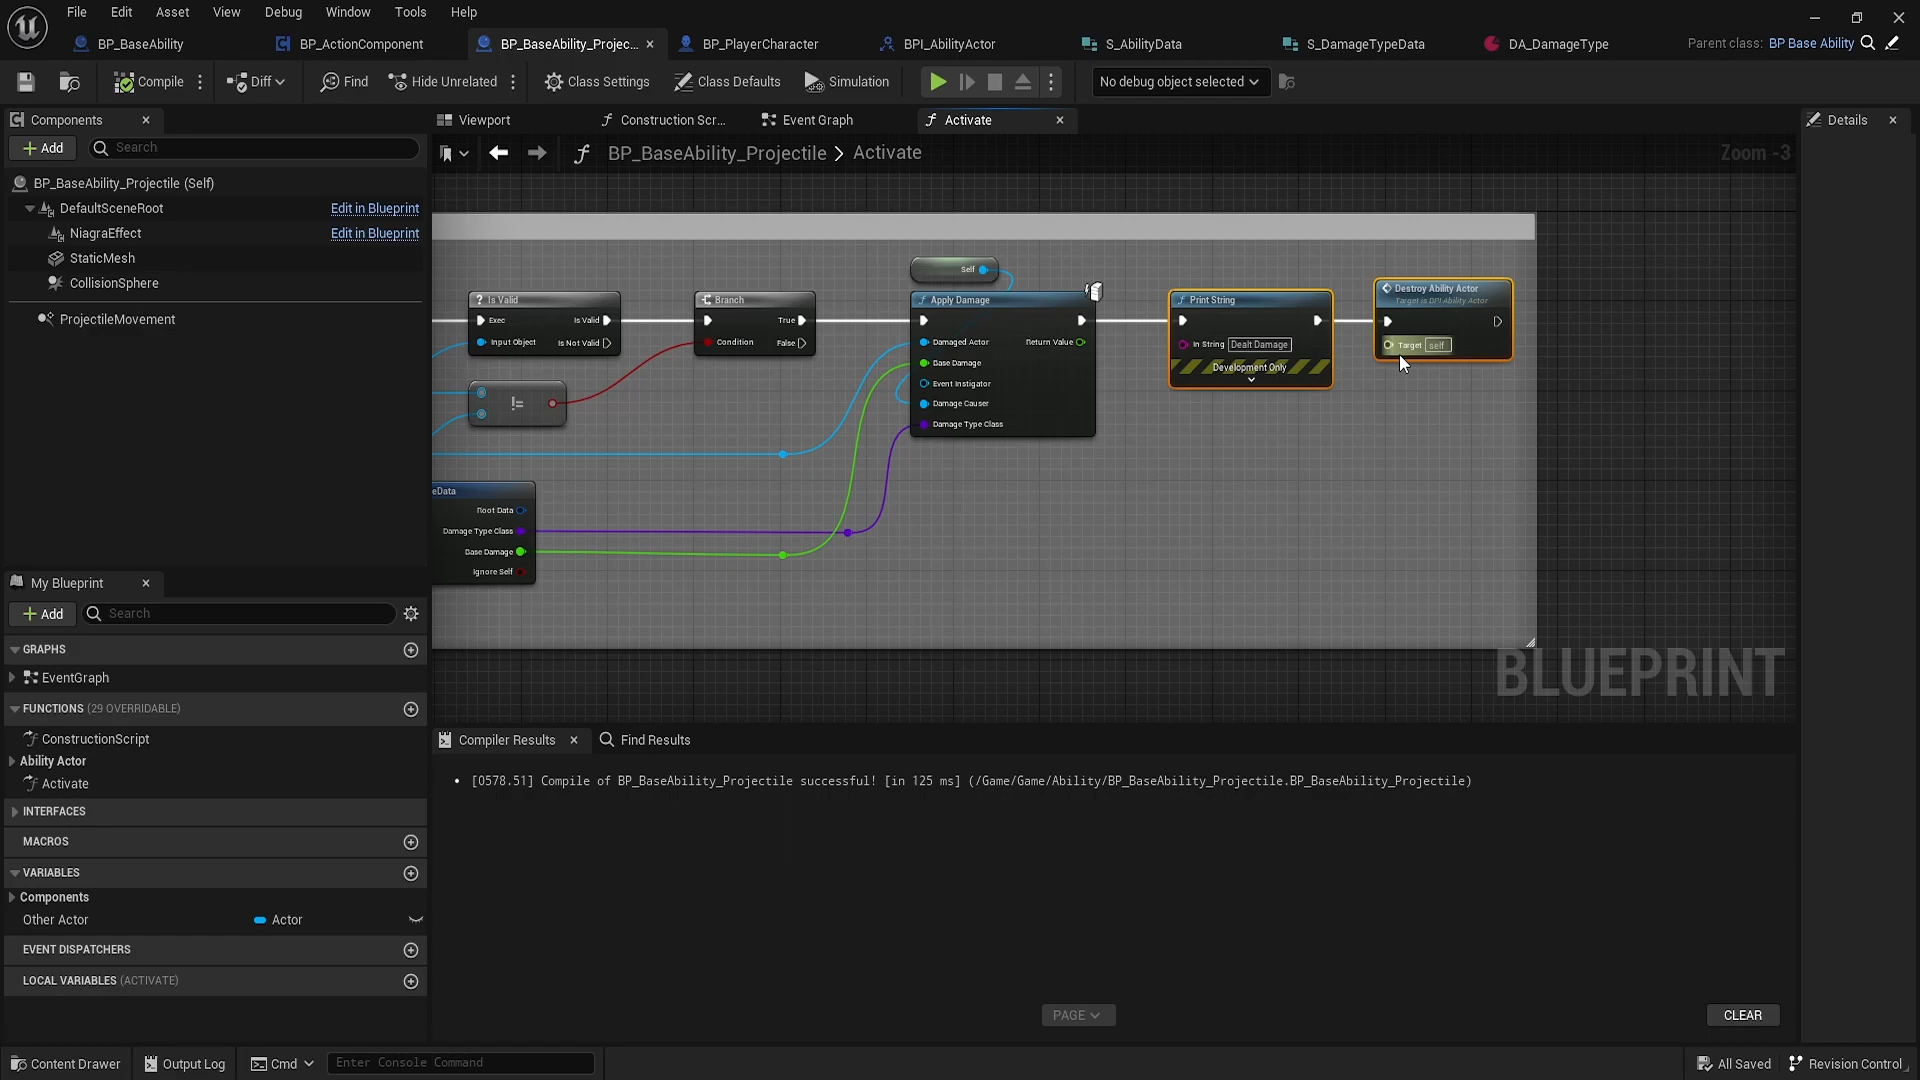 File Edit Asset View Debug Window Tools Help
BP_BaseAbility
BP_ActionComponent
BP_BaseAbility_Projec...
BP_PlayerCharacter
BPI_AbilityActor
S_AbilityData
S_DamageTypeData
DA_DamageType
Parent class: BP Base Ability
Compile
Diff
Find
Hide Unrelated
Class Settings
Class Defaults
Simulation
No debug object selected
Components
Add
Search
BP_BaseAbility_Projectile (Self)
DefaultSceneRoot Edit in Blueprint
NiagraEffect Edit in Blueprint
StaticMesh
CollisionSphere
ProjectileMovement
Viewport
Construction Scr...
Event Graph
Activate
Details
BP_BaseAbility_Projectile > Activate
Zoom -3
Self
Is Valid
Exec Is Valid
Input Object Is Not Valid
Branch
True
Condition False
!=
Apply Damage
Damaged Actor Return Value
Base Damage
Event Instigator
Damage Causer
Damage Type Class
Print String
In String Dealt Damage
Development Only
Destroy Ability Actor
Target is BPI Ability Actor
Target self
eData
Root Data
Damage Type Class
Base Damage
Ignore Self
BLUEPRINT
My Blueprint
Add
Search
GRAPHS
EventGraph
FUNCTIONS (29 OVERRIDABLE)
ConstructionScript
Ability Actor
Activate
INTERFACES
MACROS
VARIABLES
Components
Other Actor Actor
EVENT DISPATCHERS
LOCAL VARIABLES (ACTIVATE)
Compiler Results
Find Results
[0578.51] Compile of BP_BaseAbility_Projectile successful! [in 125 ms] (/Game/Game/Ability/BP_BaseAbility_Projectile.BP_BaseAbility_Projectile)
PAGE
CLEAR
Content Drawer
Output Log
Cmd
Enter Console Command
All Saved
Revision Control